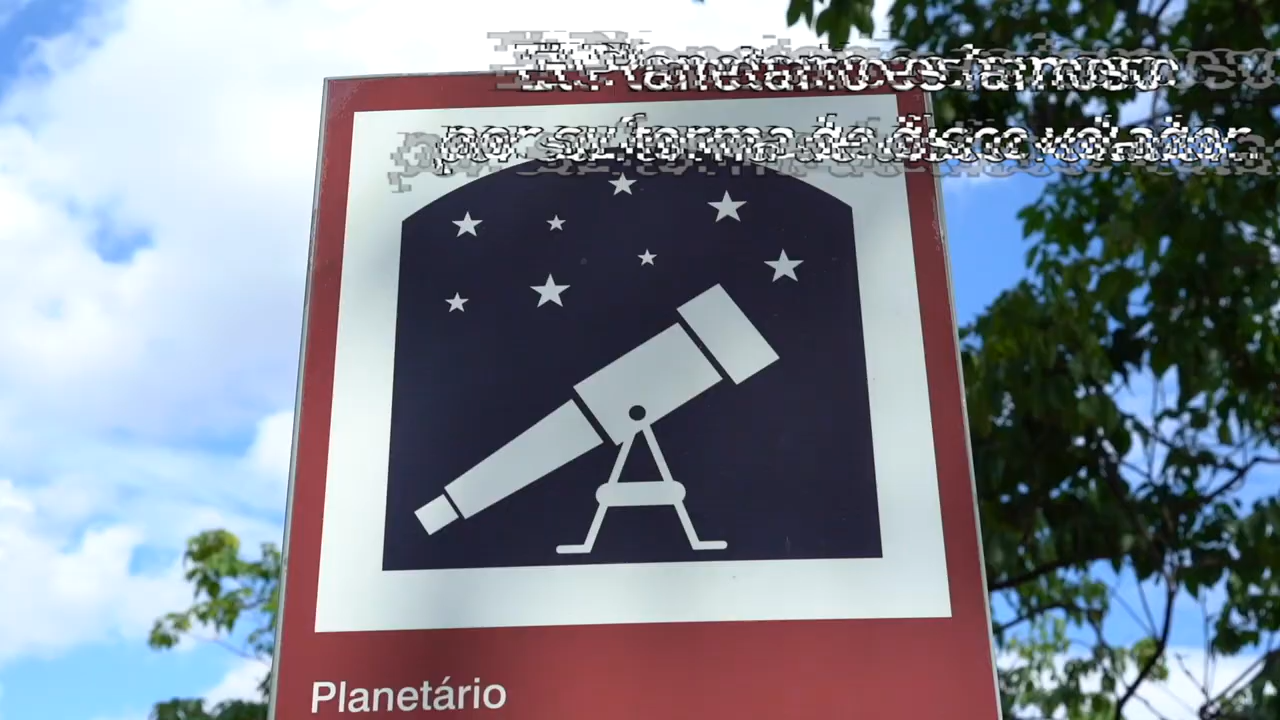 El Planetario es famoso
por su forma de disco volador.
Planetário